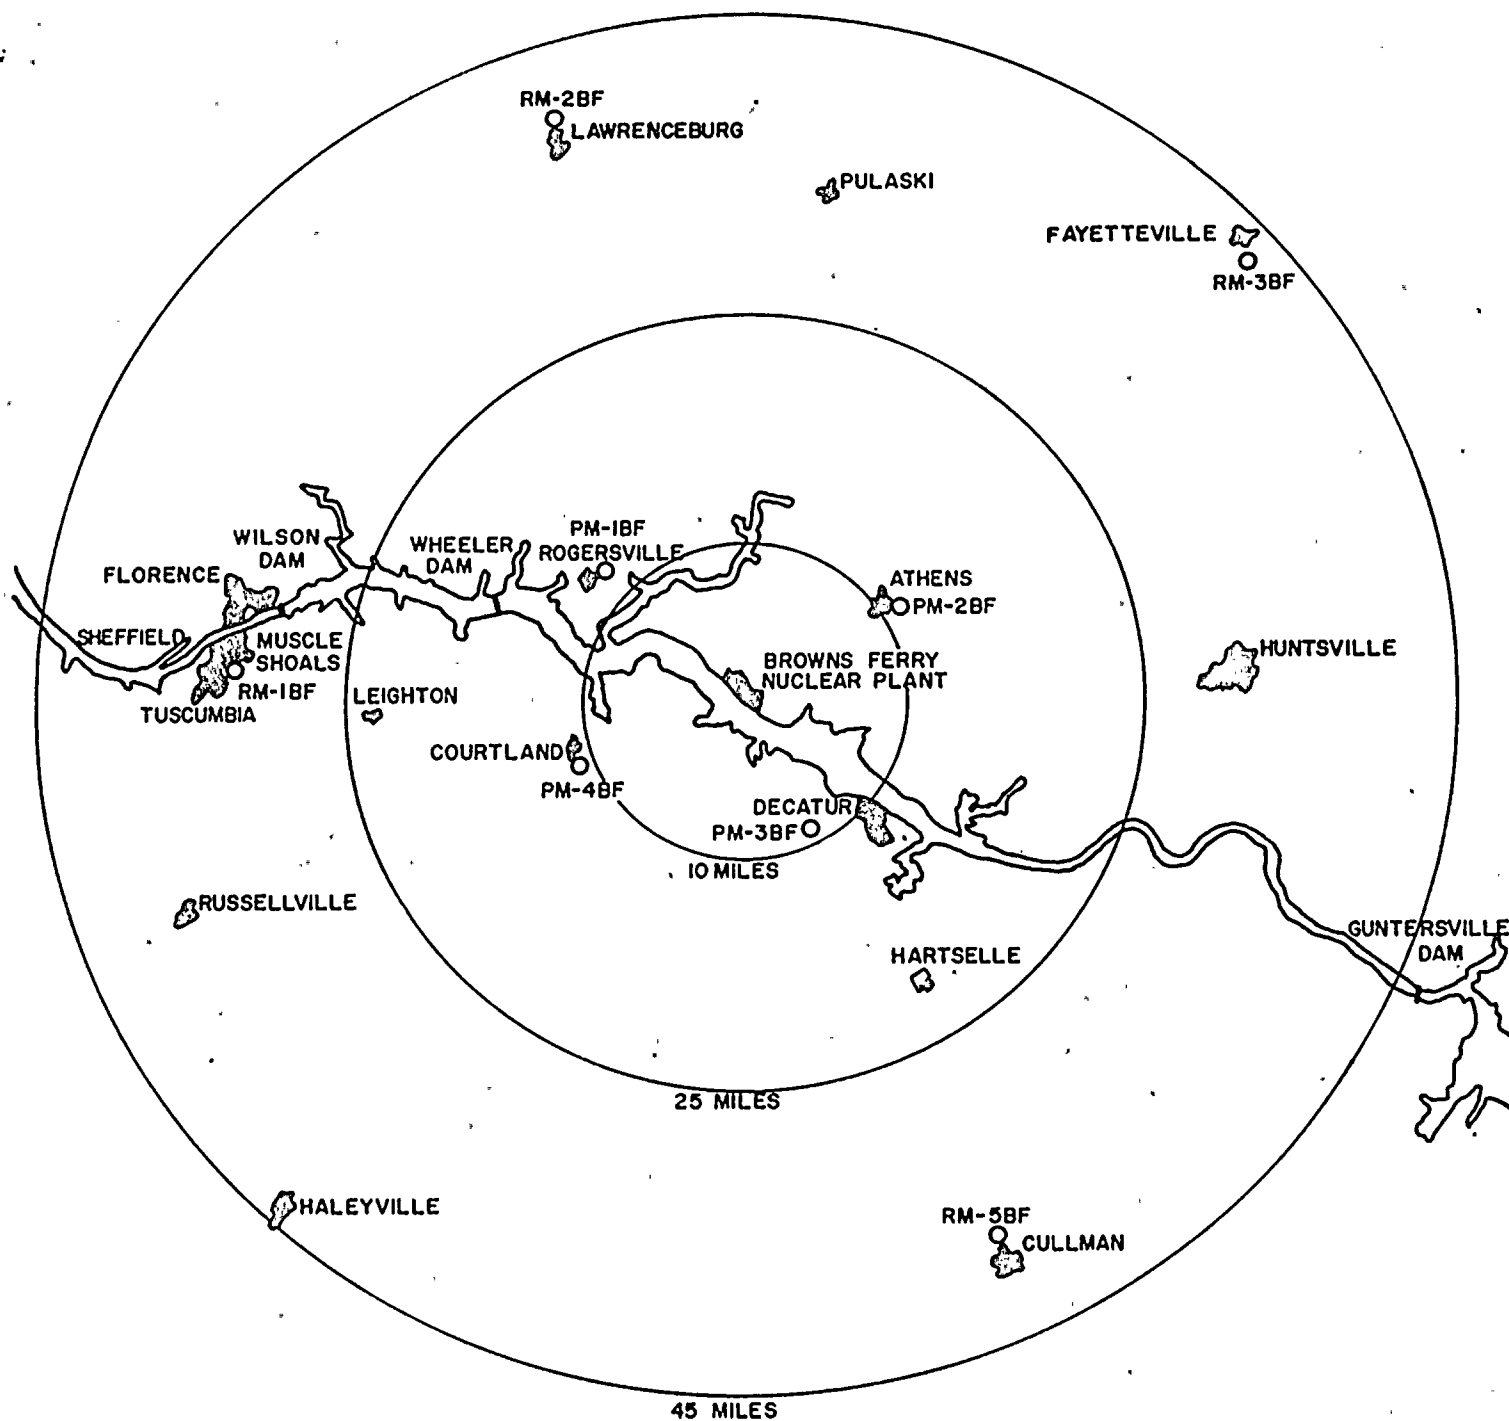 RM-2BF
LAWRENCEBURG
PULASKI
FAYETTEVILLE
RM-3BF
WILSON
DAM
WHEELER
DAM
PM-1BF
ROGERSVILLE
FLORENCE
ATHENS
PM-2BF
SHEFFIELD
MUSCLE
SHOALS
RM-1BF
TUSCUMBIA
LEIGHTON
BROWNS FERRY
NUCLEAR PLANT
HUNTSVILLE
COURTLAND
PM-4BF
DECATUR
PM-3BF
10 MILES
RUSSELLVILLE
HARTSELLE
GUNTERSVILLE
DAM
25 MILES
HALEYVILLE
RM-5BF
CULLMAN
45 MILES